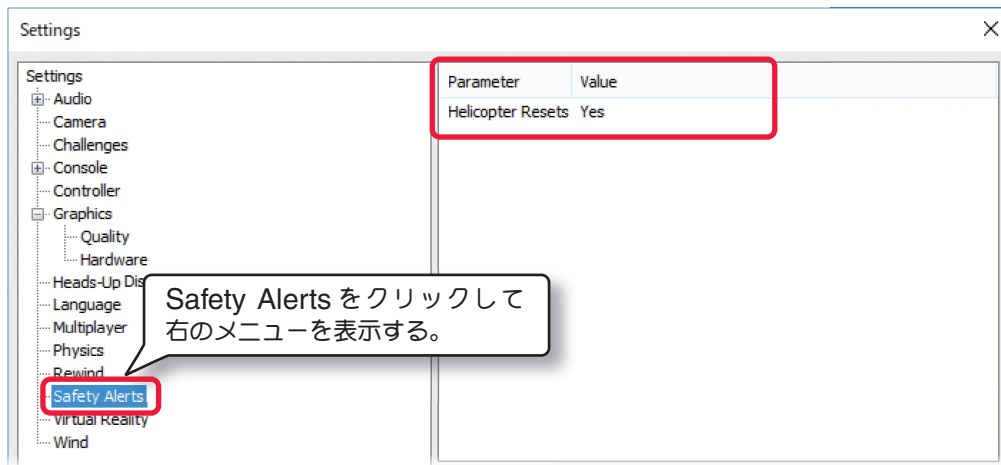 Settings
Settings
Audio
Camera
Challenges
Console
Controller
Graphics
Quality
Hardware
Heads-Up Dis
Language
Multiplayer
Physics
Rewind
Safety Alerts
Virtual Reality
Wind
Parameter Value
Helicopter Resets Yes
Safety Alerts をクリックして
右のメニューを表示する。